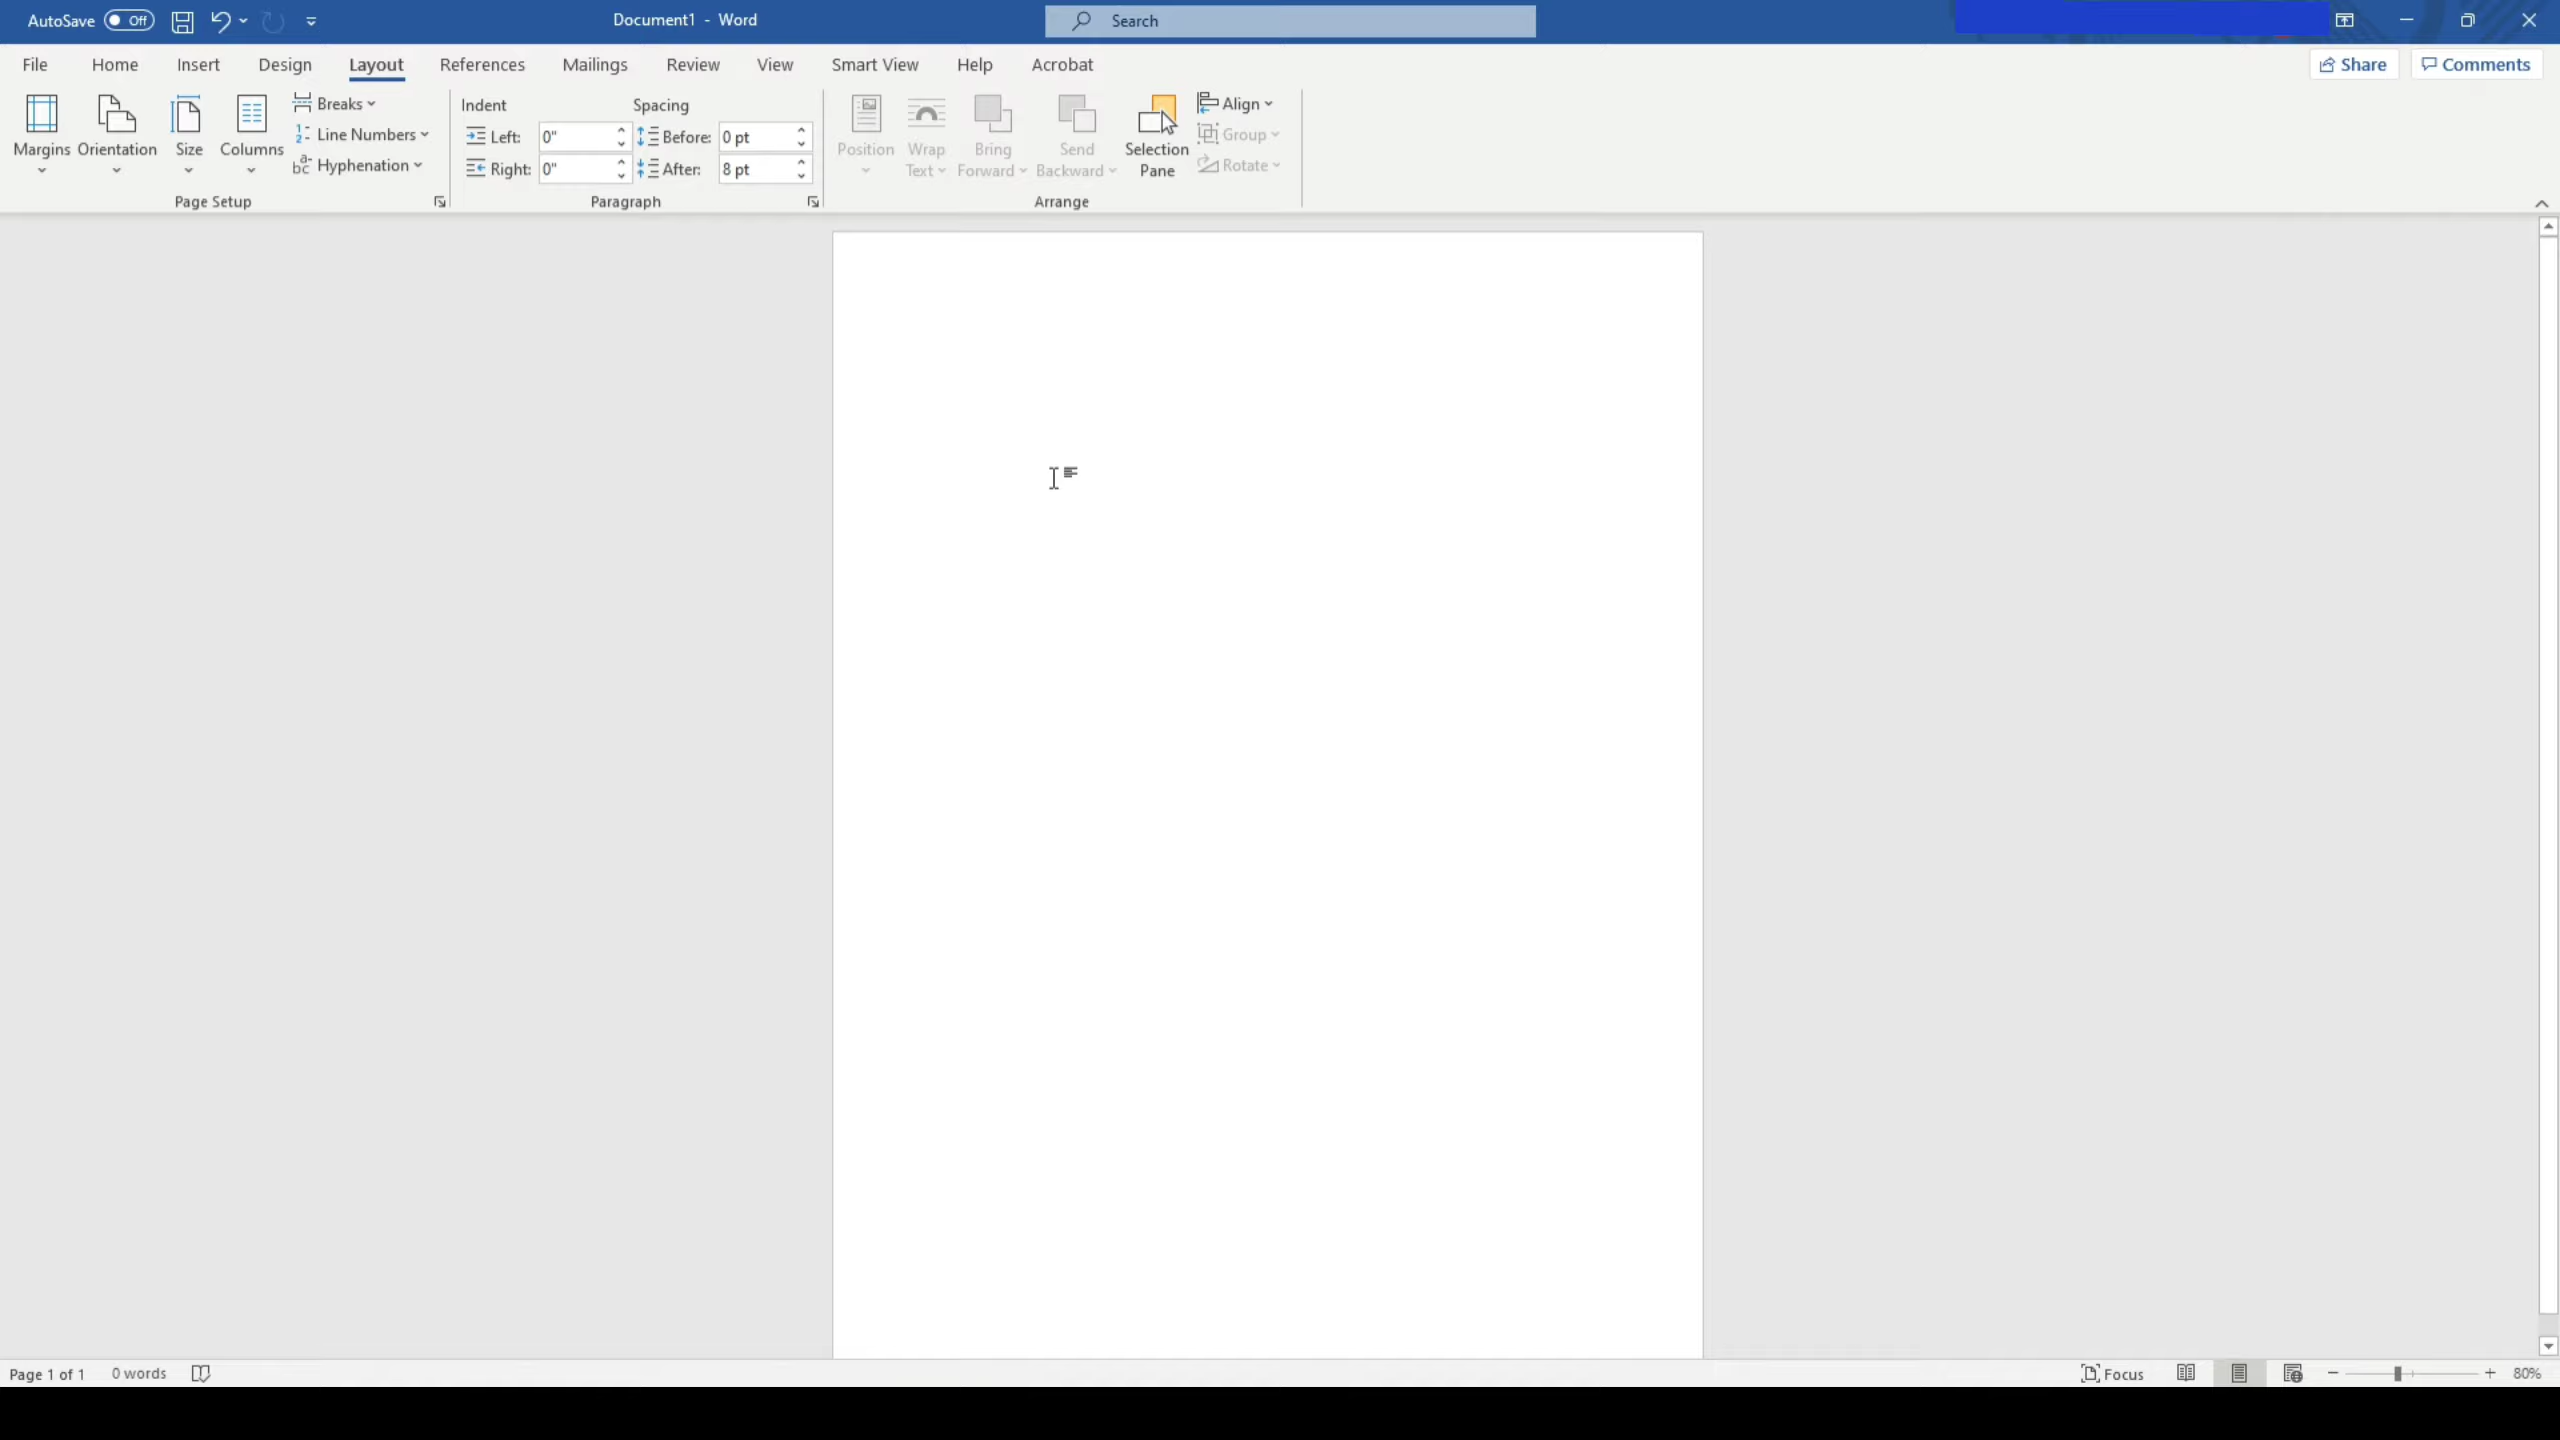 AutoSave Off Document1 - Word Search
File Home Insert Design Layout References Mailings Review View Smart View Help Acrobat Share Comments
Margins Orientation Size Columns
Breaks
Line Numbers
Hyphenation
Page Setup
Indent Spacing
Left: 0" Before: 0 pt
Right: 0" After: 8 pt
Paragraph
Position Wrap Text Bring Forward Send Backward Selection Pane
Align
Group
Rotate
Arrange
Page 1 of 1 0 words Focus 80%